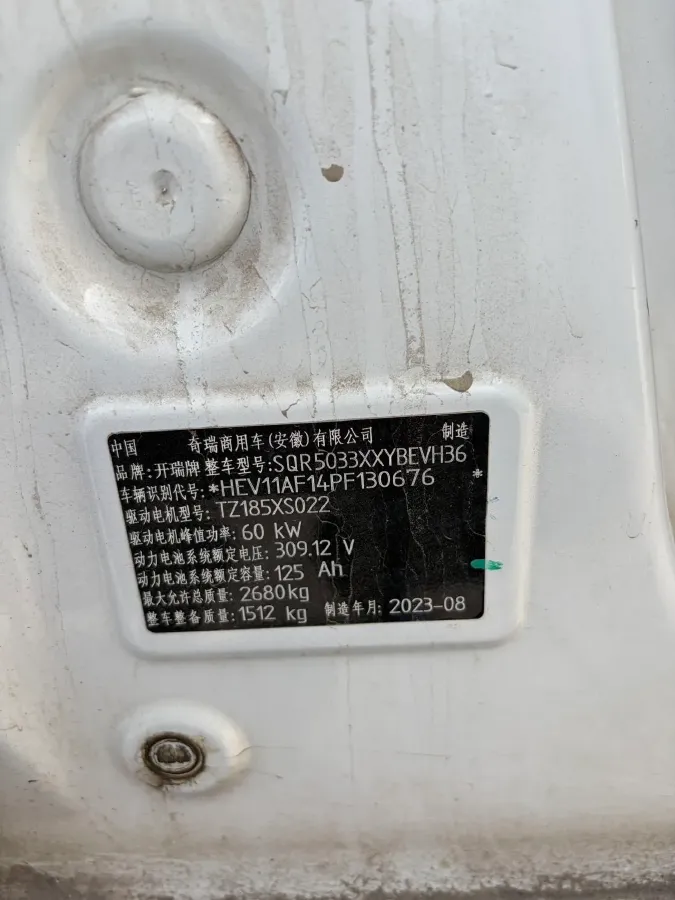 中国 奇瑞商用车(安徽)有限公司 制造
品牌:开瑞牌 整车型号:SQR5033XXYBEVH36
车辆识别代号:*HEV11AF14PF130676*
驱动电机型号:TZ185XS022
驱动电机峰值功率:60 kW
动力电池系统额定电压:309.12 V
动力电池系统额定容量:125 Ah
最大允许总质量:2680kg
整车整备质量:1512 kg 制造年月:2023-08